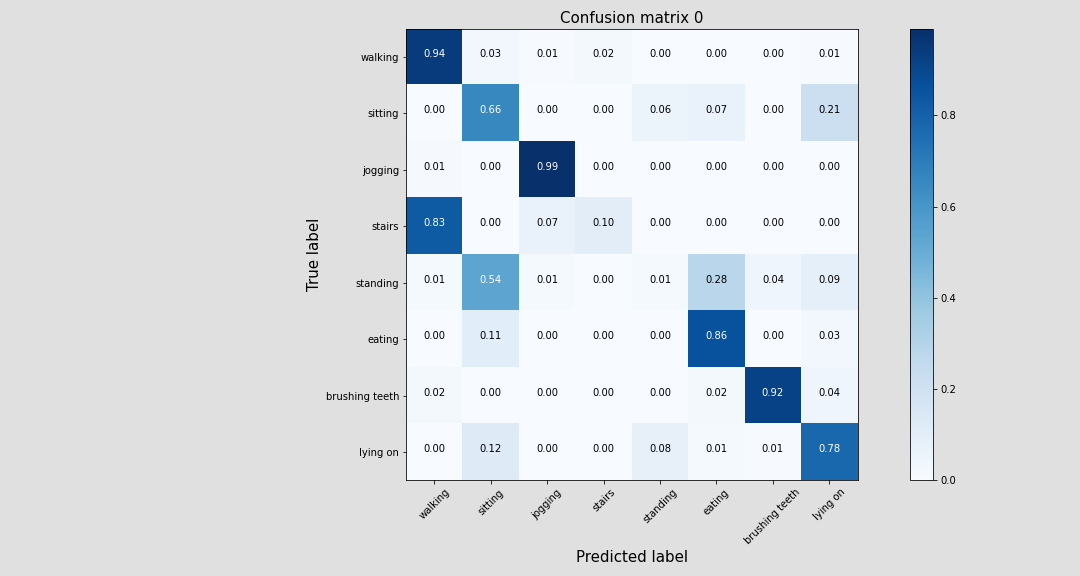 Confusion matrix 0
walking 0.94 0.03 0.01 0.02 0.00 0.00 0.00 0.01
sitting 0.00 0.66 0.00 0.00 0.06 0.07 0.00 0.21
jogging 0.01 0.00 0.99 0.00 0.00 0.00 0.00 0.00
stairs 0.83 0.00 0.07 0.10 0.00 0.00 0.00 0.00
standing 0.01 0.54 0.01 0.00 0.01 0.28 0.04 0.09
eating 0.00 0.11 0.00 0.00 0.00 0.86 0.00 0.03
brushing teeth 0.02 0.00 0.00 0.00 0.00 0.02 0.92 0.04
lying on 0.00 0.12 0.00 0.00 0.08 0.01 0.01 0.78
True label
walking sitting jogging stairs standing eating brushing teeth lying on
Predicted label
0.8
0.6
0.4
0.2
0.0